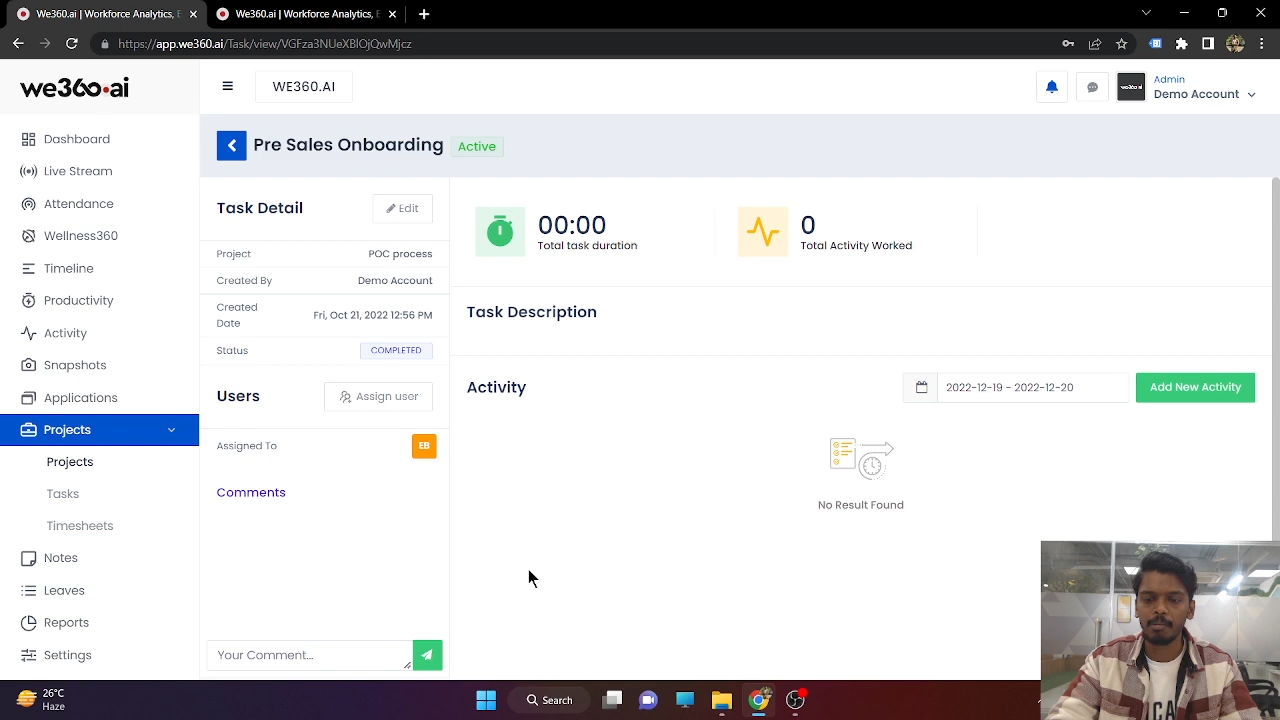 We360.ai | Workforce Analytics, E
We360.ai | Workforce Analytics, E
https://app.we360.ai/Task/view/VGFza3NUeXBlOjQwMjcz
we360.ai
WE360.AI
Admin
Demo Account
Dashboard
Live Stream
Attendance
Wellness360
Timeline
Productivity
Activity
Snapshots
Applications
Projects
Projects
Tasks
Timesheets
Notes
Leaves
Reports
Settings
Pre Sales Onboarding
Active
Task Detail
Edit
Project
POC process
Created By
Demo Account
Created
Date
Fri, Oct 21, 2022 12:56 PM
Status
COMPLETED
Users
Assign user
Assigned To
EB
Comments
Your Comment...
00:00
Total task duration
0
Total Activity Worked
Task Description
Activity
2022-12-19 - 2022-12-20
Add New Activity
No Result Found
26°C
Haze
Search